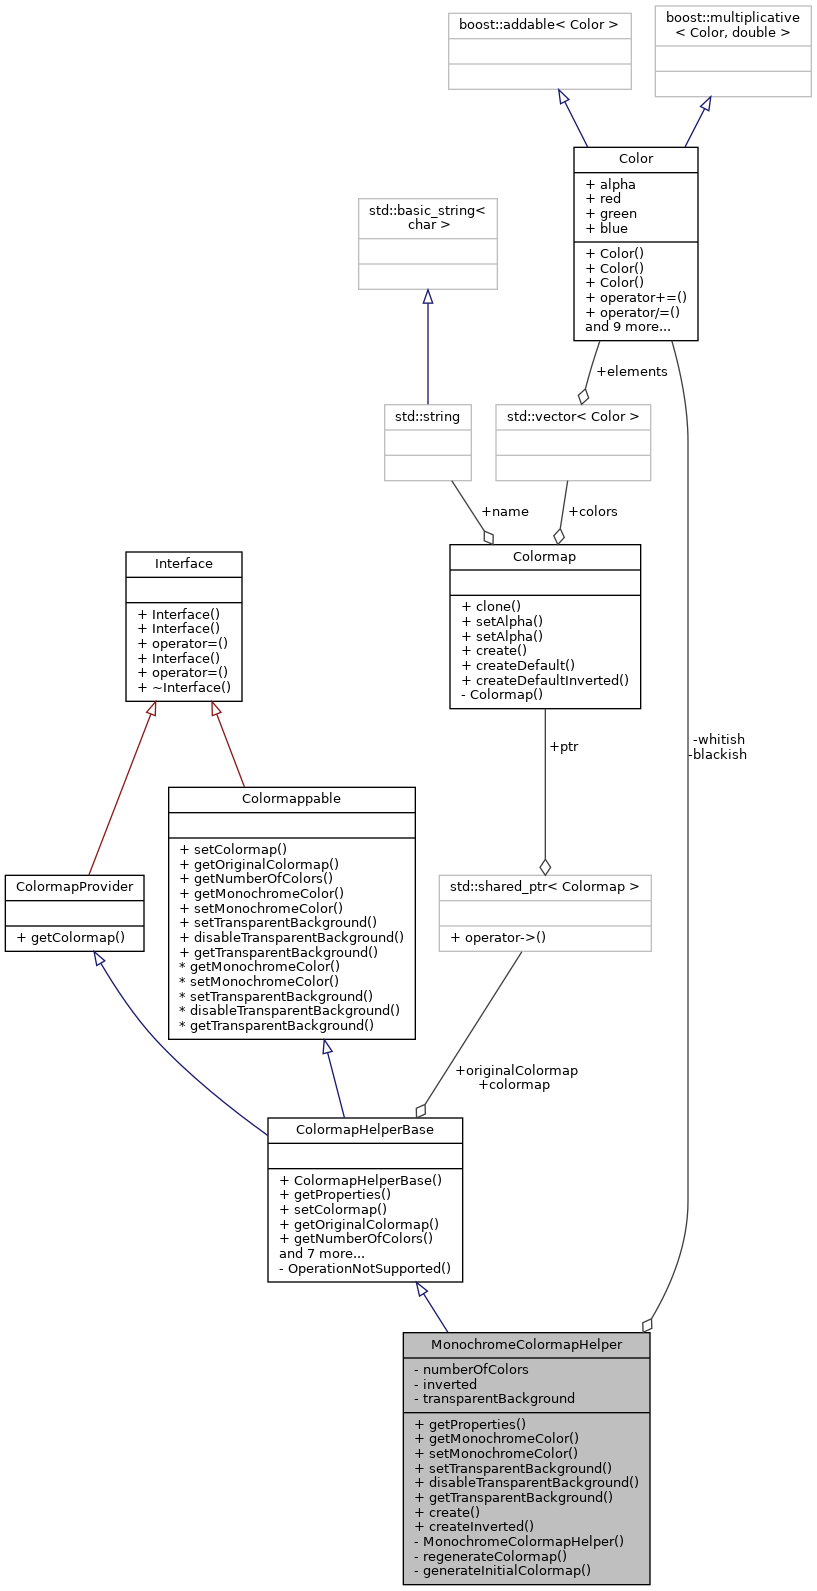 boost::addable< Color >
boost::multiplicative
< Color, double >
Color
+ alpha
+ red
+ green
+ blue
+ Color()
+ Color()
+ Color()
+ operator+=()
+ operator/=()
and 9 more...
std::basic_string<
char >
+elements
std::string
std::vector< Color >
+name
+colors
Colormap
+ clone()
+ setAlpha()
+ setAlpha()
+ create()
+ createDefault()
+ createDefaultInverted()
- Colormap()
Interface
+ Interface()
+ Interface()
+ operator=()
+ Interface()
+ operator=()
+ ~Interface()
+ptr
-whitish
-blackish
Colormappable
+ setColormap()
+ getOriginalColormap()
+ getNumberOfColors()
+ getMonochromeColor()
+ setMonochromeColor()
+ setTransparentBackground()
+ disableTransparentBackground()
+ getTransparentBackground()
* getMonochromeColor()
* setMonochromeColor()
* setTransparentBackground()
* disableTransparentBackground()
* getTransparentBackground()
ColormapProvider
+ getColormap()
std::shared_ptr< Colormap >
+ operator->()
+originalColormap
+colormap
ColormapHelperBase
+ ColormapHelperBase()
+ getProperties()
+ setColormap()
+ getOriginalColormap()
+ getNumberOfColors()
and 7 more...
- OperationNotSupported()
MonochromeColormapHelper
- numberOfColors
- inverted
- transparentBackground
+ getProperties()
+ getMonochromeColor()
+ setMonochromeColor()
+ setTransparentBackground()
+ disableTransparentBackground()
+ getTransparentBackground()
+ create()
+ createInverted()
- MonochromeColormapHelper()
- regenerateColormap()
- generateInitialColormap()